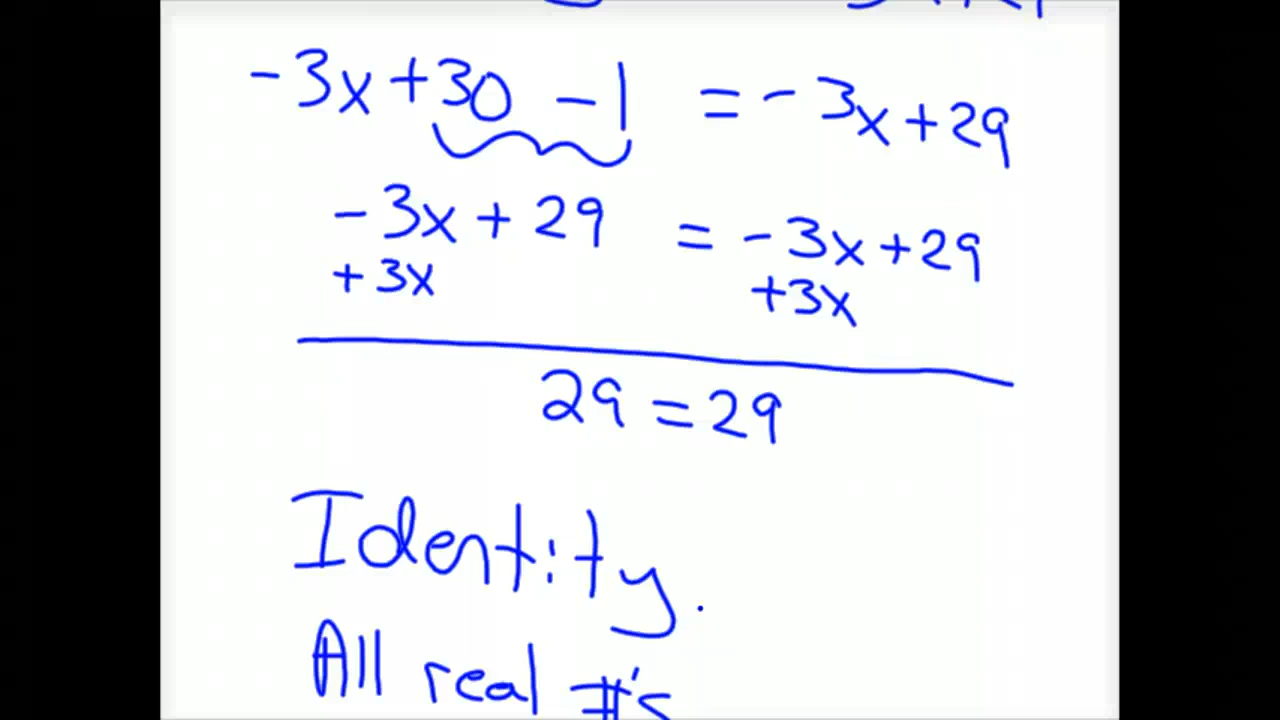 -3x+30 -1 = -3x+29
-3x+29 = -3x+29
+3x +3x
29 = 29
Identity.
All real #'s